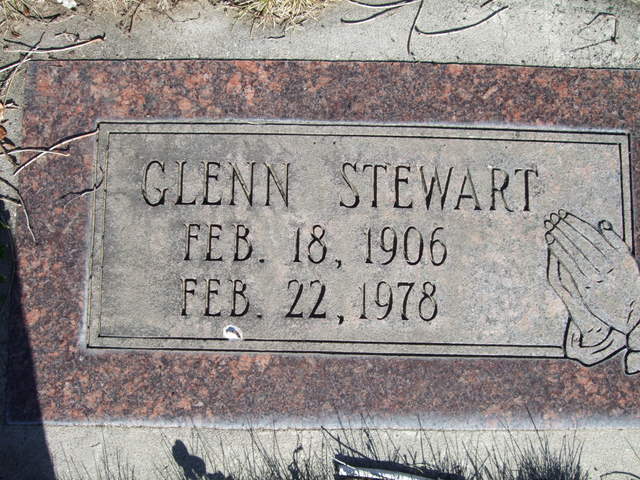 GLENN STEWART
FEB. 18, 1906
FEB. 22, 1978